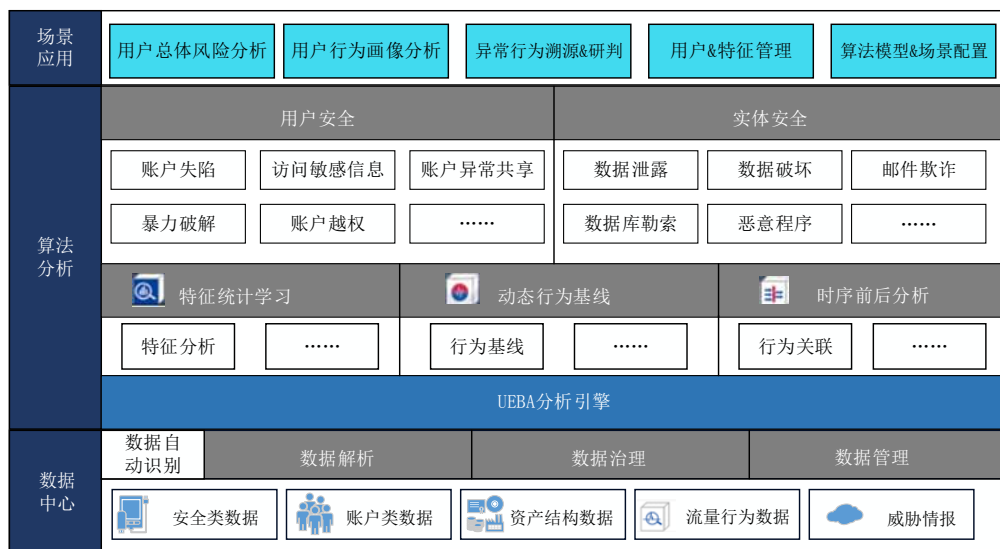 场景
应用
用户总体风险分析
用户行为画像分析
异常行为溯源&研判
用户&特征管理
算法模型&场景配置
算法
分析
用户安全
实体安全
账户失陷
访问敏感信息
账户异常共享
数据泄露
数据破坏
邮件欺诈
暴力破解
账户越权
……
数据库勒索
恶意程序
……
特征统计学习
动态行为基线
时序前后分析
特征分析
……
行为基线
……
行为关联
……
UEBA分析引擎
数据
中心
数据自
动识别
数据解析
数据治理
数据管理
安全类数据
账户类数据
资产结构数据
流量行为数据
威胁情报